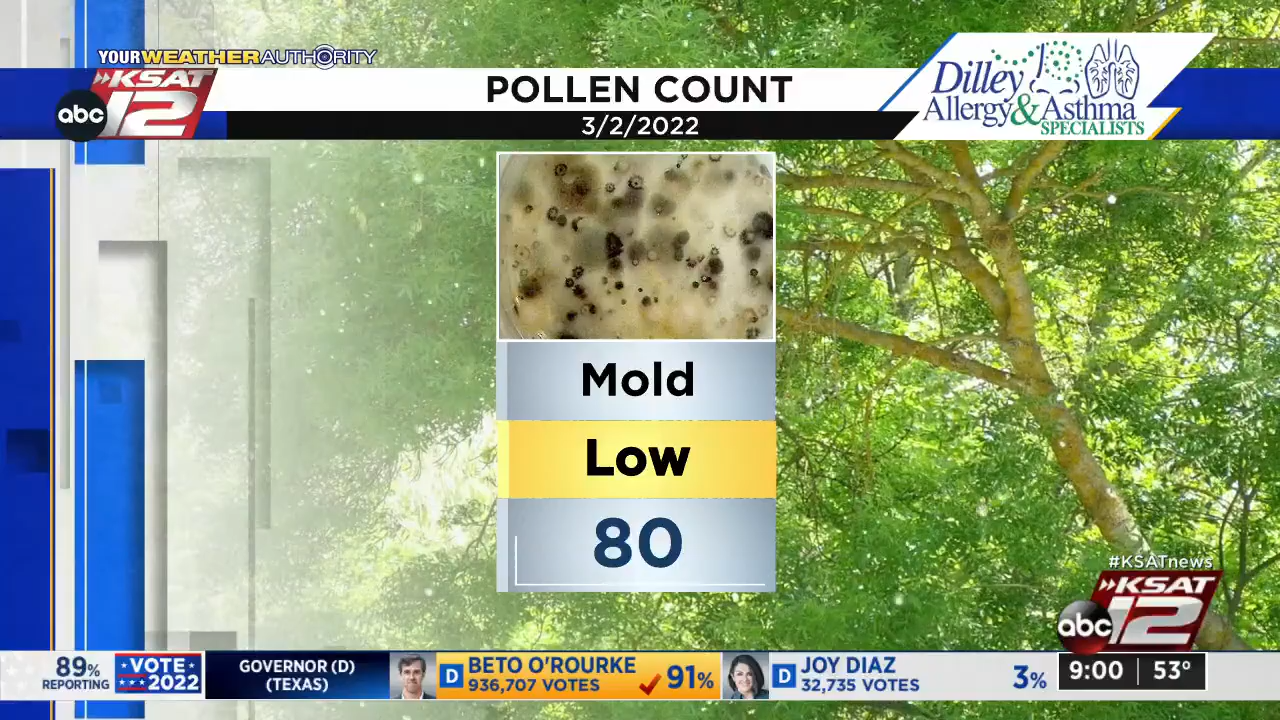 YOUR WEATHER AUTHORITY
KSAT
abc 12
POLLEN COUNT
3/2/2022
Dilley
Allergy & Asthma
SPECIALISTS
Mold
Low
80
#KSATnews
KSAT
abc 12
89% REPORTING
VOTE 2022
GOVERNOR (D)
(TEXAS)
D BETO O'ROURKE
936,707 VOTES
91%
D JOY DIAZ
32,735 VOTES
3%
9:00 53°